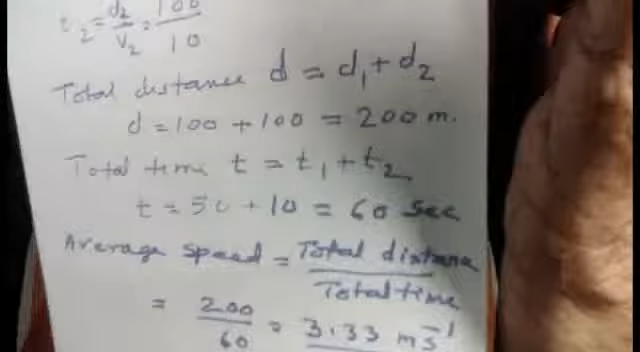 t₂ = d₂/v₂ = 100/10
Total distance d = d₁ + d₂
d = 100 + 100 = 200 m.
Total time t = t₁ + t₂
t = 50 + 10 = 60 sec
Average speed = Total distance/Total time
= 200/60 = 3.33 ms⁻¹